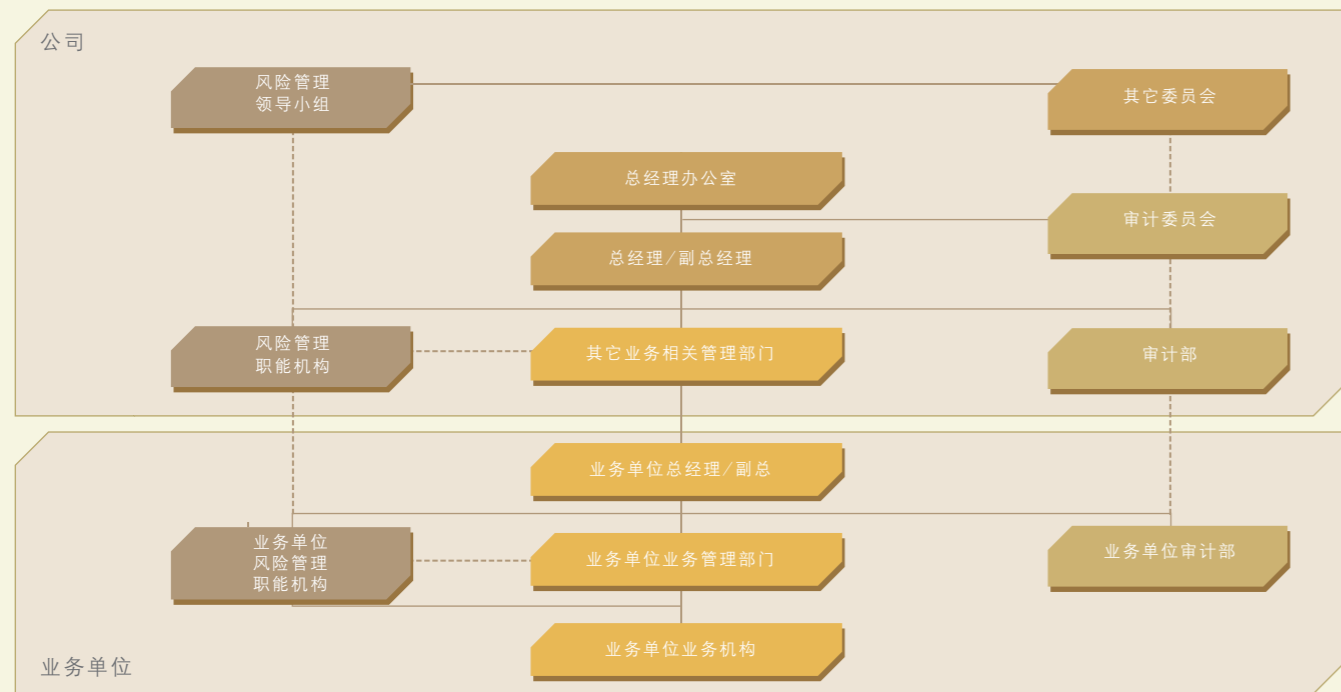 公司
风险管理
领导小组
其它委员会
总经理办公室
审计委员会
总经理/副总经理
风险管理
职能机构
其它业务相关管理部门
审计部
业务单位总经理/副总
业务单位
风险管理
职能机构
业务单位业务管理部门
业务单位审计部
业务单位业务机构
业务单位